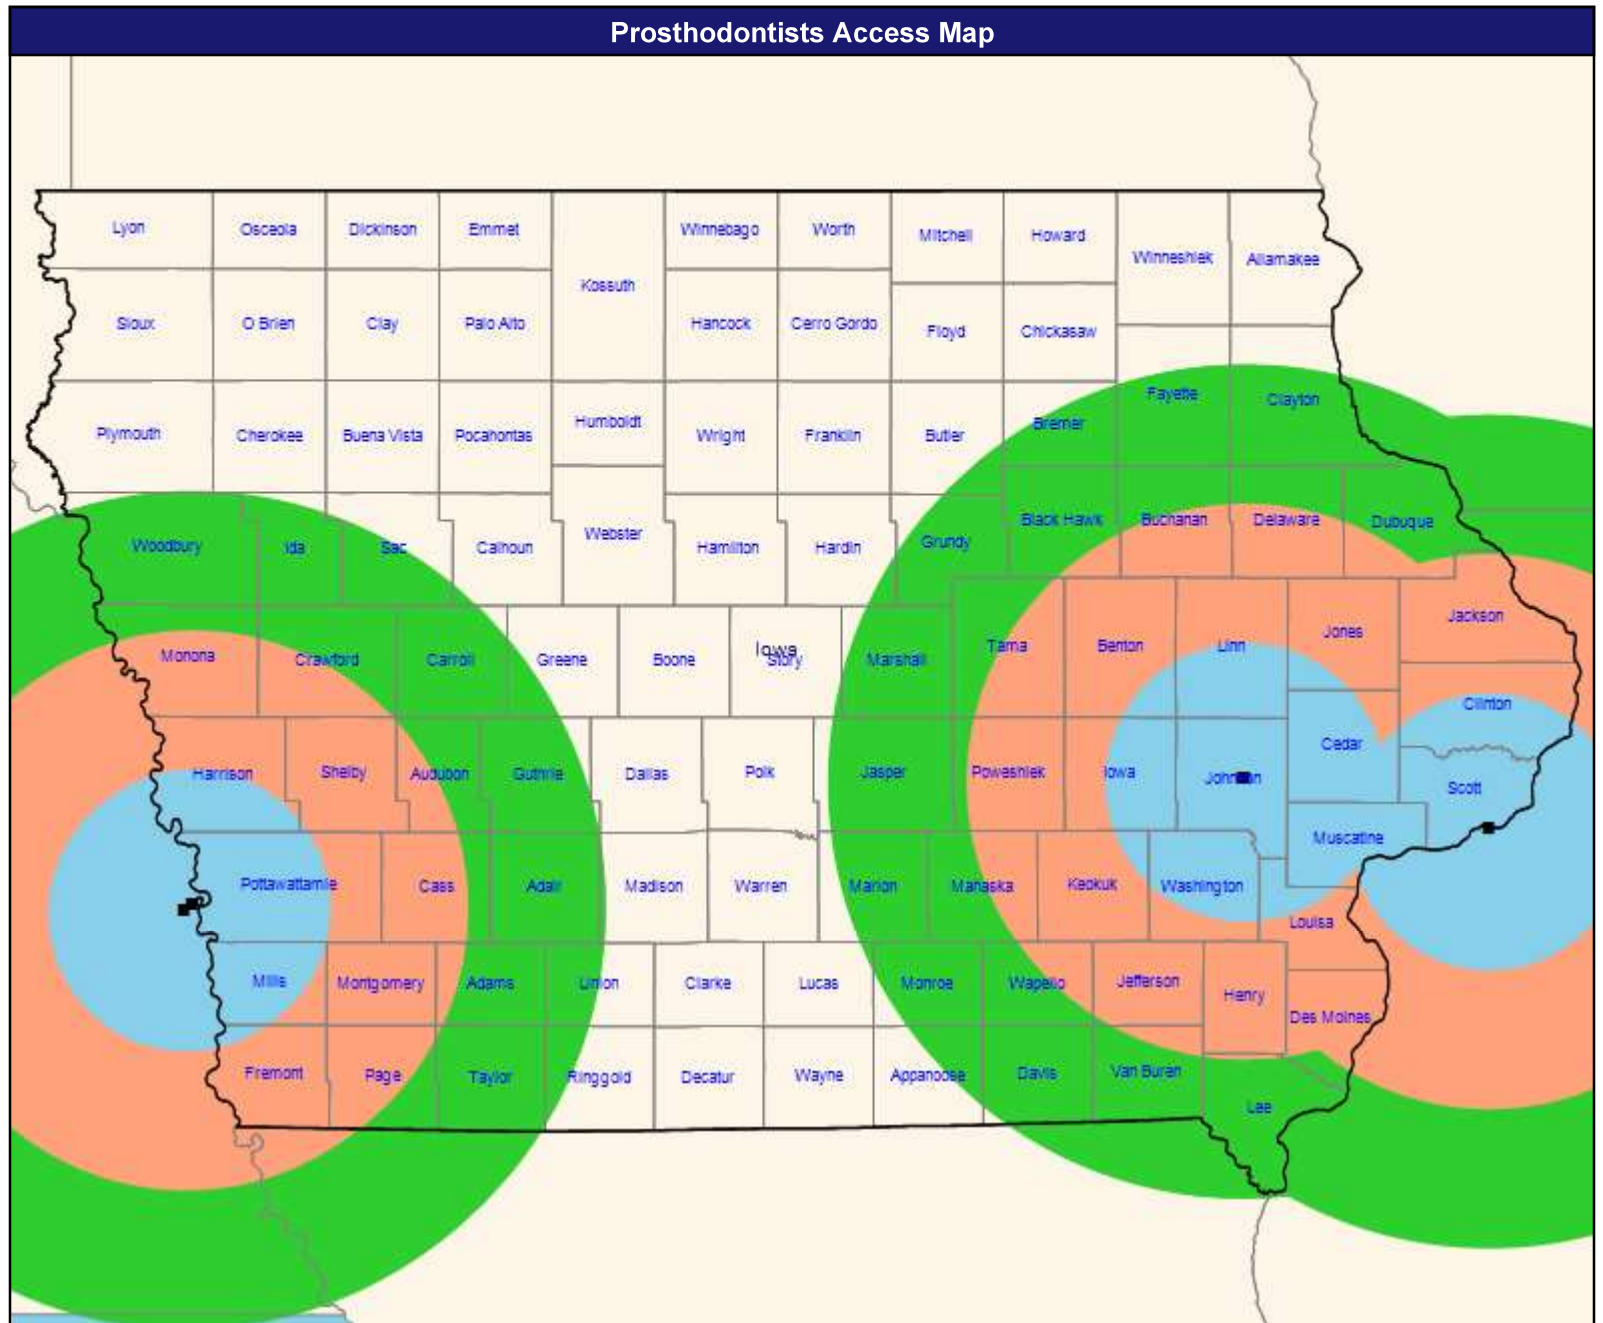 Prosthodontists Access Map
Lyon Osceola Dickinson Emmet Winnebago Worth Mitchell Howard
Winneshiek Allamakee
Kossuth
Sioux O Brien Clay Palo Alto Hancock Cerro Gordo Floyd Chickasaw
Fayette Clayton
Plymouth Cherokee Buena Vista Pocahontas Humboldt Wright Franklin Butler Bremer
Woodbury Ida Sac Calhoun Webster Hamilton Hardin Grundy Black Hawk Buchanan Delaware Dubuque
Jackson
Monona Crawford Carroll Greene Boone Iowa Marshall Tama Benton Linn Jones
Story
Clinton
Harrison Shelby Audubon Guthrie Dallas Polk Jasper Poweshiek Iowa Johnson Cedar
Scott
Muscatine
Pottawattamie Cass Adair Madison Warren Marion Mahaska Keokuk Washington
Louisa
Mills Montgomery Adams Union Clarke Lucas Monroe Wapello Jefferson Henry
Des Moines
Fremont Page Taylor Ringgold Decatur Wayne Appanoose Davis Van Buren
Lee